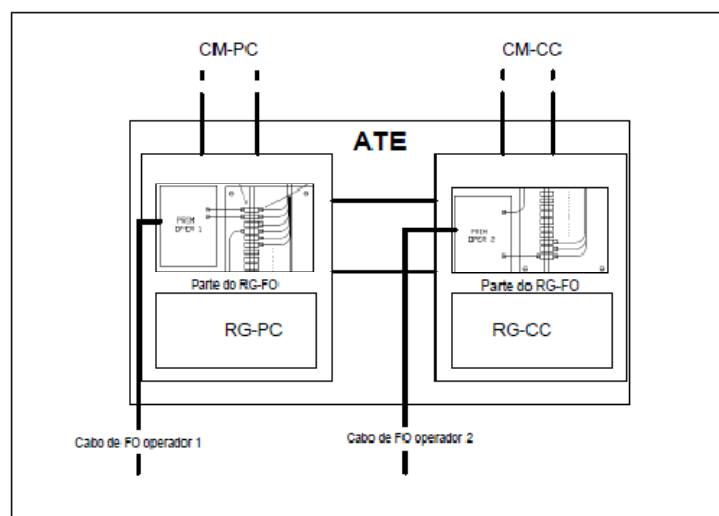 CM-PC
CM-CC
ATE
PRIM
OPER 1
PRIM
OPER 2
Parte do RG-FO
Parte do RG-FO
RG-PC
RG-CC
Cabo de FO operador 1
Cabo de FO operador 2